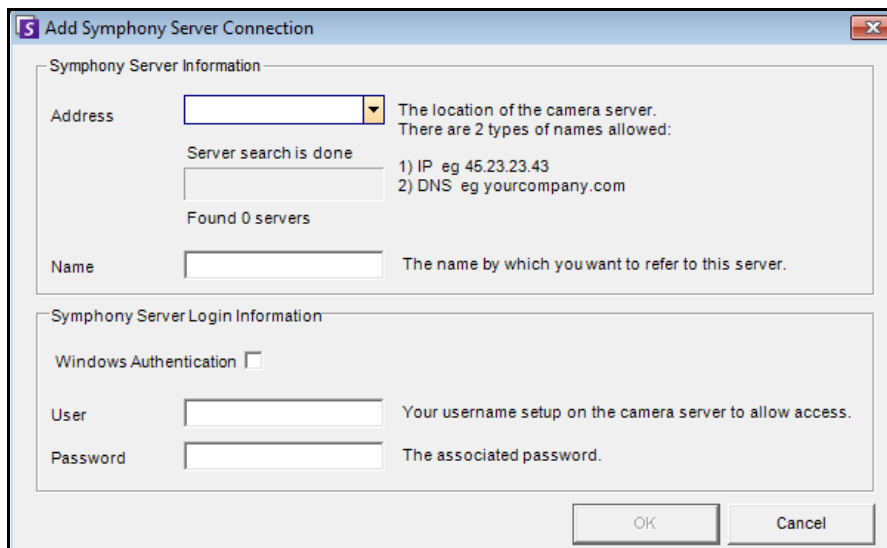 Add Symphony Server Connection
Symphony Server Information
Address
The location of the camera server.
There are 2 types of names allowed:
Server search is done
1) IP eg 45.23.23.43
2) DNS eg yourcompany.com
Found 0 servers
Name
The name by which you want to refer to this server.
Symphony Server Login Information
Windows Authentication
User
Your username setup on the camera server to allow access.
Password
The associated password.
OK
Cancel